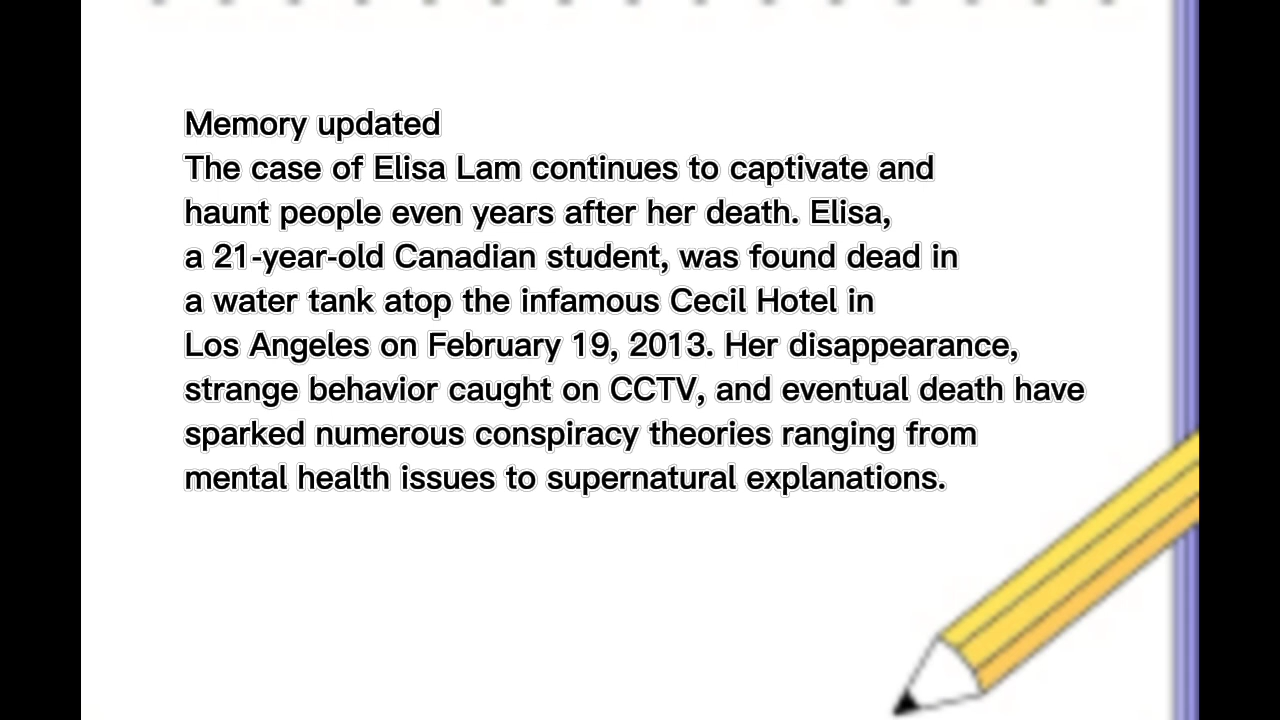 Memory updated
The case of Elisa Lam continues to captivate and
haunt people even years after her death. Elisa,
a 21-year-old Canadian student, was found dead in
a water tank atop the infamous Cecil Hotel in
Los Angeles on February 19, 2013. Her disappearance,
strange behavior caught on CCTV, and eventual death have
sparked numerous conspiracy theories ranging from
mental health issues to supernatural explanations.